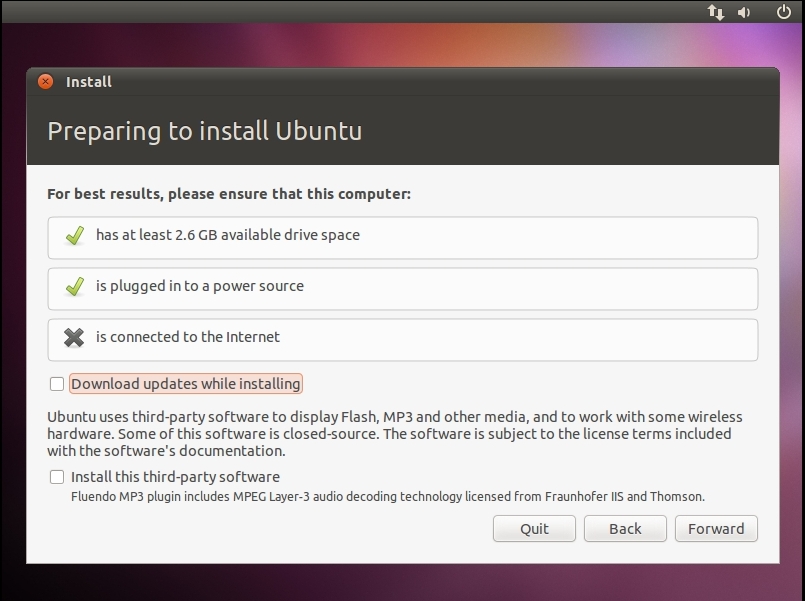 Install
Preparing to install Ubuntu
For best results, please ensure that this computer:
has at least 2.6 GB available drive space
is plugged in to a power source
is connected to the Internet
Download updates while installing
Ubuntu uses third-party software to display Flash, MP3 and other media, and to work with some wireless
hardware. Some of this software is closed-source. The software is subject to the license terms included
with the software's documentation.
Install this third-party software
Fluendo MP3 plugin includes MPEG Layer-3 audio decoding technology licensed from Fraunhofer IIS and Thomson.
Quit Back Forward